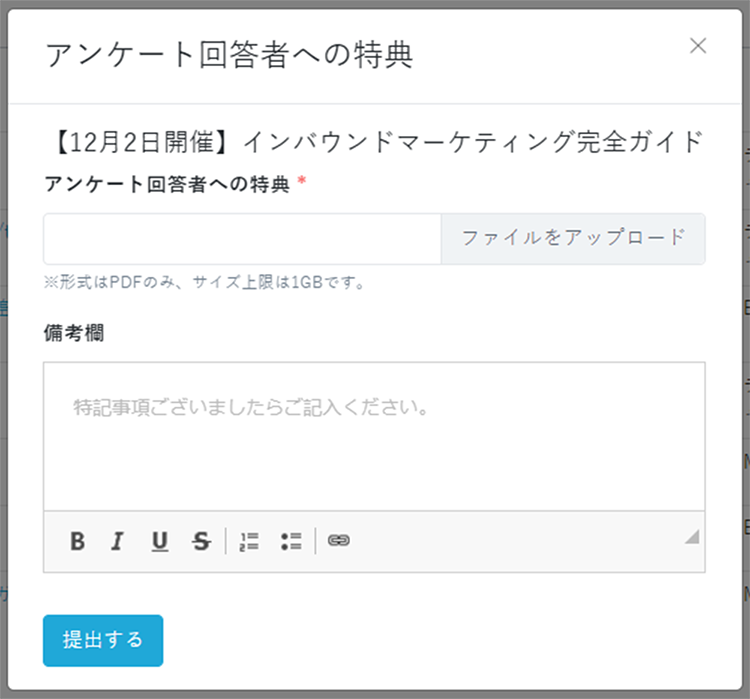 アンケート回答者への特典
【12月2日開催】インバウンドマーケティング完全ガイド
アンケート回答者への特典 *
ファイルをアップロード
※形式はPDFのみ、サイズ上限は1GBです。
備考欄
特記事項ございましたらご記入ください。
B I U S
提出する